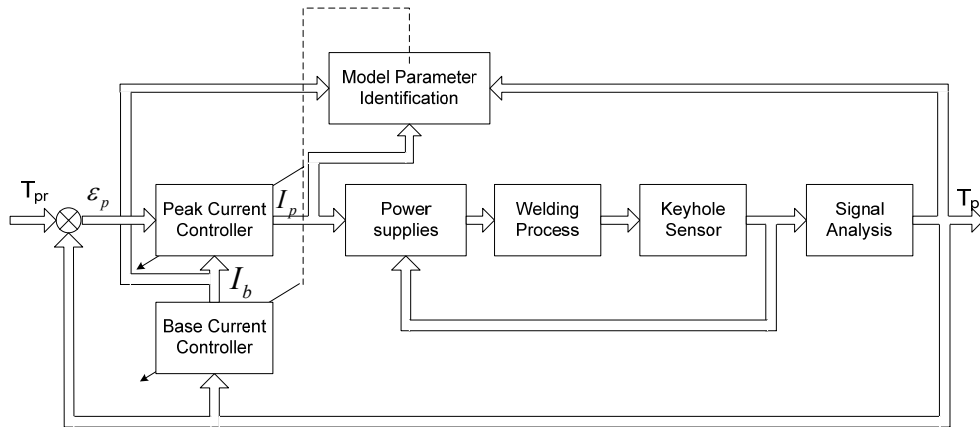 Model Parameter
Identification
T_pr
ε_p
Peak Current
Controller
I_p
Power
supplies
Welding
Process
Keyhole
Sensor
Signal
Analysis
T_p
I_b
Base Current
Controller